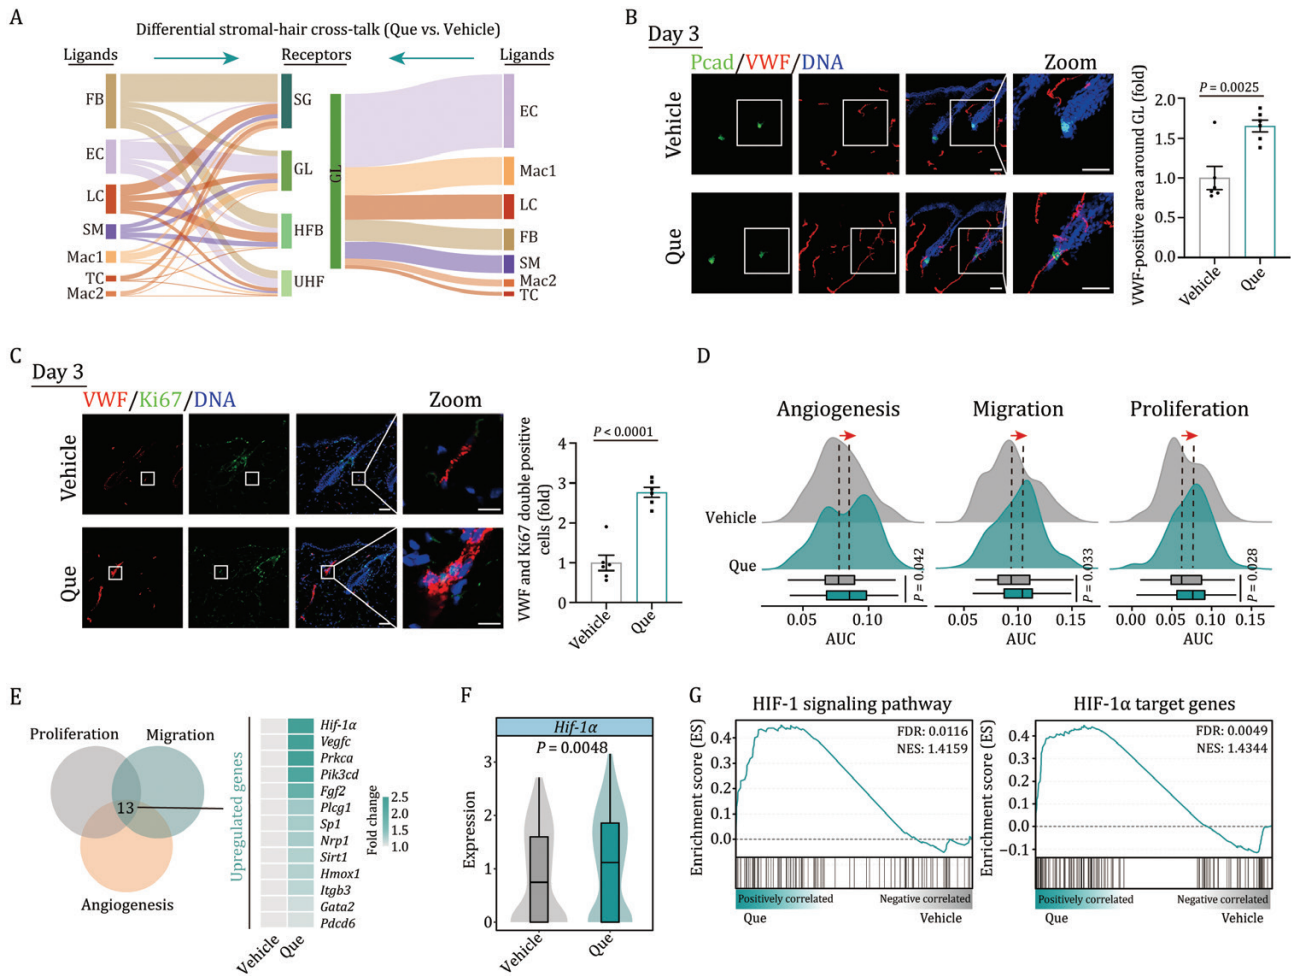 A
Differential stromal-hair cross-talk (Que vs. Vehicle)
Ligands Receptors Ligands
FB
EC
LC
SM
Mac1
TC
Mac2
SG
GL
HFB
UHF
GL
EC
Mac1
LC
FB
SM
Mac2
TC
B
Day 3
Pcad/VWF/DNA Zoom
Vehicle
Que
VWF-positive area around GL (fold)
P = 0.0025
2.0
1.5
1.0
0.5
0
Vehicle
Que
C
Day 3
VWF/Ki67/DNA Zoom
Vehicle
Que
VWF and Ki67 double positive
cells (fold)
P < 0.0001
4
3
2
1
0
Vehicle
Que
D
Angiogenesis Migration Proliferation
Vehicle
Que
P = 0.042
P = 0.033
P = 0.028
0.05 0.10
0.05 0.10 0.15
0.00 0.05 0.10 0.15
AUC AUC AUC
E
Proliferation Migration
13
Angiogenesis
Upregulated genes
Hif-1α
Vegfc
Prkca
Pik3cd
Fgf2
Plcg1
Sp1
Nrp1
Sirt1
Hmox1
Itgb3
Gata2
Pdcd6
Vehicle
Que
Fold change
2.5
2.0
1.5
1.0
F
Hif-1α
P = 0.0048
Expression
3
2
1
0
Vehicle
Que
G
HIF-1 signaling pathway
FDR: 0.0116
NES: 1.4159
Enrichment score (ES)
0.4
0.3
0.2
0.1
0.0
Positively correlated Negative correlated
Que Vehicle
HIF-1α target genes
FDR: 0.0049
NES: 1.4344
Enrichment score (ES)
0.4
0.3
0.2
0.1
0.0
−0.1
Positively correlated Negative correlated
Que Vehicle